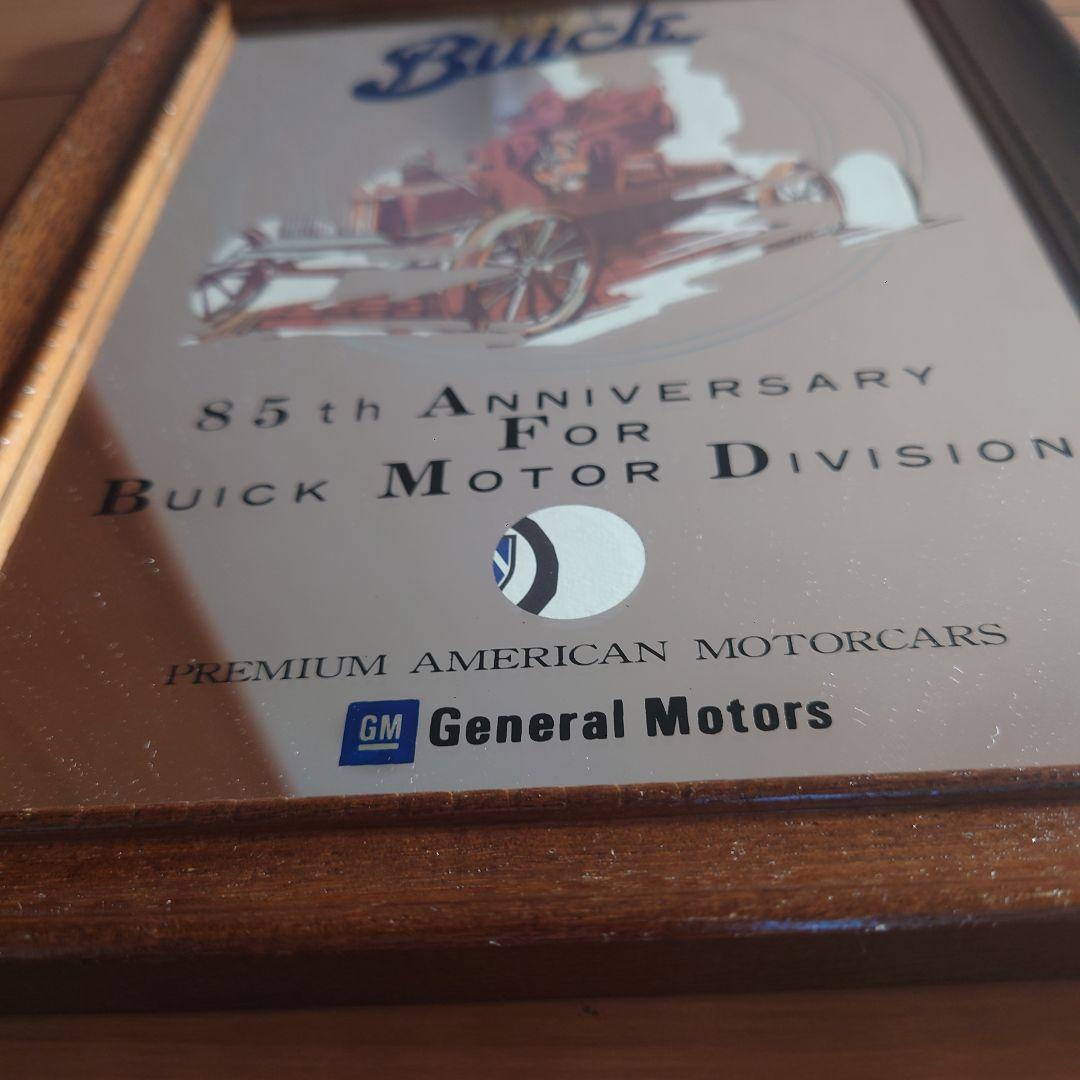 Buick
85th ANNIVERSARY
FOR
BUICK MOTOR DIVISION
PREMIUM AMERICAN MOTORCARS
GM General Motors